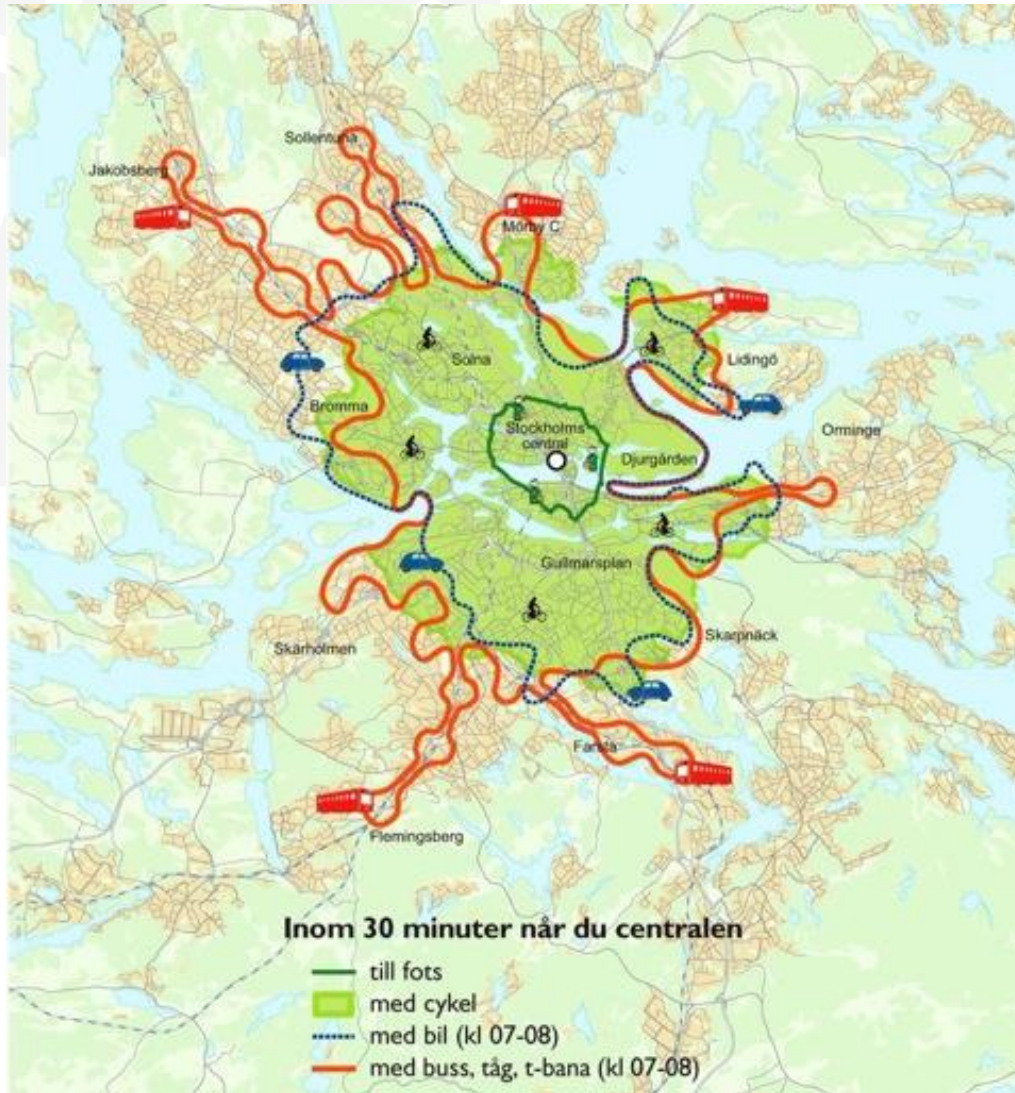 Sollentuna
Jakobsberg
Mörby C
Solna
Lidingö
Bromma
Stockholms
central
Orminge
Djurgården
Gullmarsplan
Skarpnäck
Skärholmen
Farsta
Flemingsberg
Inom 30 minuter når du centralen
till fots
med cykel
med bil (kl 07-08)
med buss, tåg, t-bana (kl 07-08)